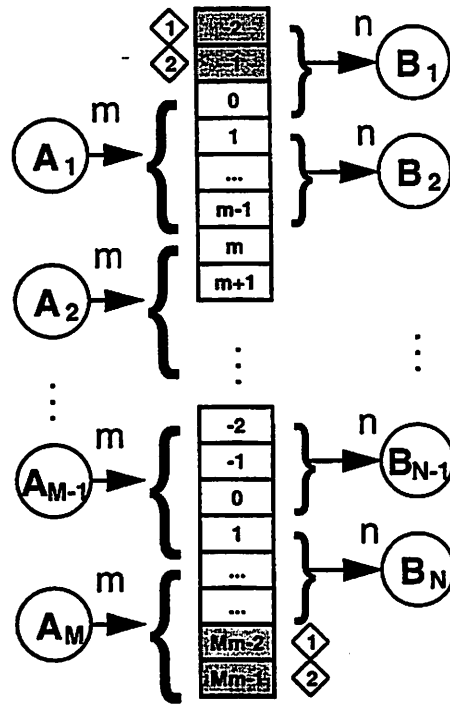 1 -2 n B1
2 -1
0
m 1 n
A1 ... B2
m-1
m m
A2 m+1
⋮ ⋮
⋮ -2 n
m -1 BN-1
AM-1 0
1 n
... BN
m ...
AM Mm-2 1
Mm-1 2